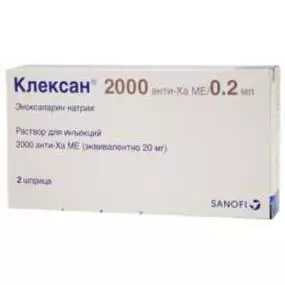 Клексан® 2000 анти-Ха МЕ/0.2 мл
Эноксапарин натрия
Раствор для инъекций
2000 анти-Ха МЕ (эквивалентно 20 мг)
2 шприца
SANOFI